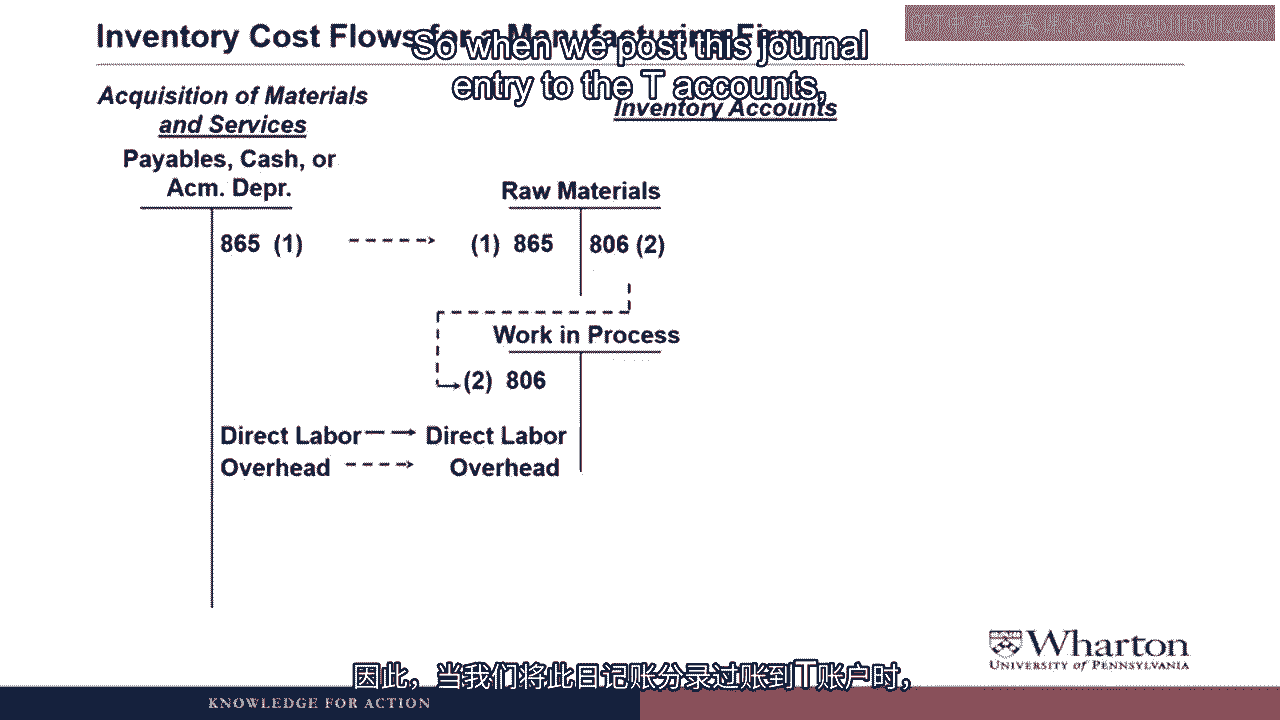 Inventory Cost Flows for a Manufacturing Firm
So when we post this journal
entry to the T accounts,
Acquisition of Materials
and Services
Inventory Accounts
Payables, Cash, or
Acm. Depr.
Raw Materials
865 (1)
(1) 865
806 (2)
Work in Process
(2) 806
Direct Labor
Direct Labor
Overhead
Overhead
Wharton
UNIVERSITY of PENNSYLVANIA
因此，当我们将此日记账分录过账到T账户时，
KNOWLEDGE FOR ACTION